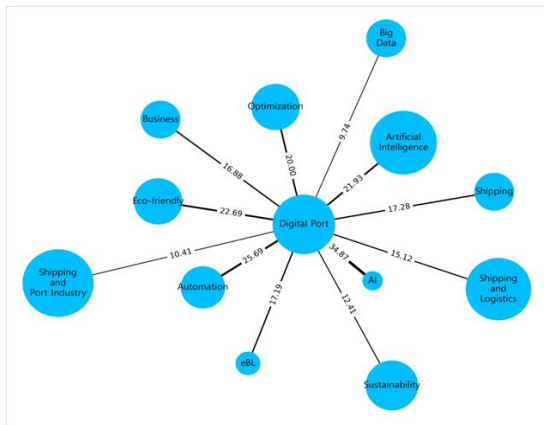 Big
Data
9.74
Optimization
20.00
Business
16.88
Artificial
Intelligence
21.93
Eco-friendly
22.69
Shipping
17.28
Digital Port
10.41
Shipping
and
Port Industry
25.69
Automation
34.87
AI
15.12
Shipping
and
Logistics
17.19
eBL
12.41
Sustainability